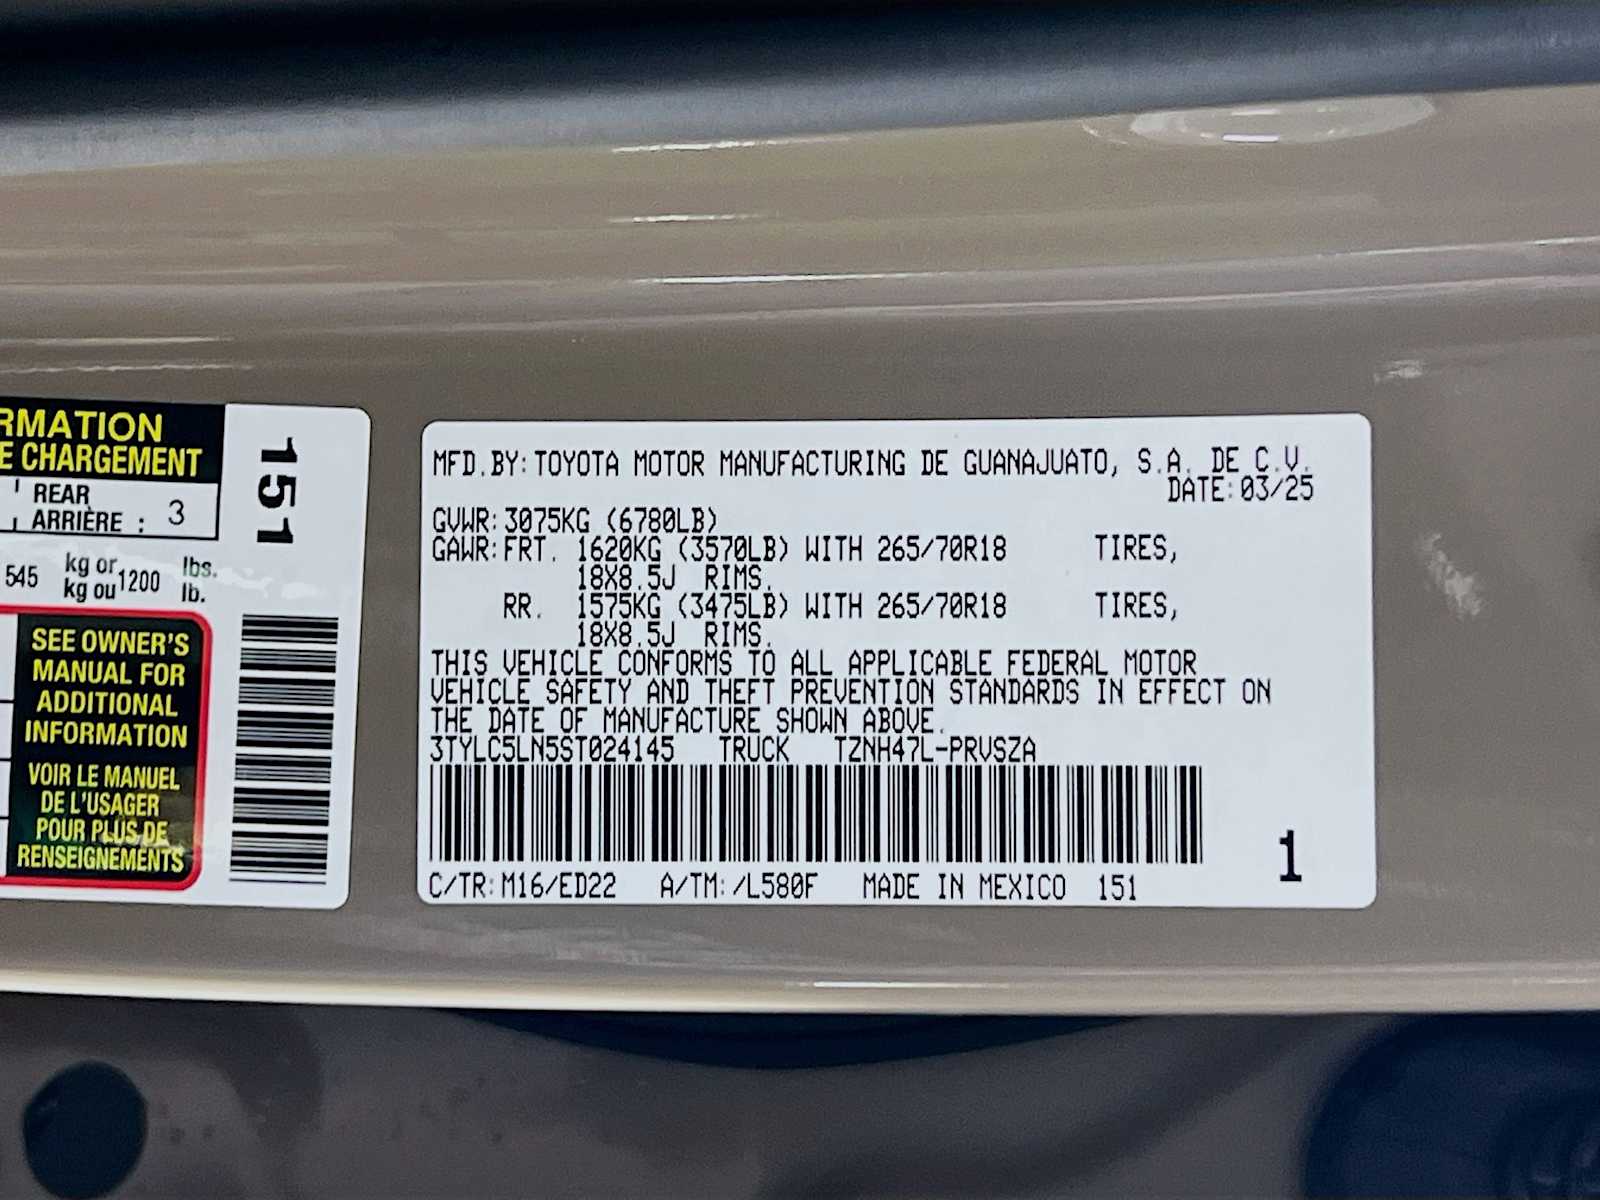 RMATION
E CHARGEMENT
REAR
ARRIÈRE : 3
545 kg or 1200 lbs.
kg ou lb.
SEE OWNER'S
MANUAL FOR
ADDITIONAL
INFORMATION
VOIR LE MANUEL
DE L'USAGER
POUR PLUS DE
RENSEIGNEMENTS
151
MFD.BY:TOYOTA MOTOR MANUFACTURING DE GUANAJUATO, S.A. DE C.V.
DATE:03/25
GVWR:3075KG (6780LB)
GAWR:FRT. 1620KG (3570LB) WITH 265/70R18 TIRES,
18X8.5J RIMS.
RR. 1575KG (3475LB) WITH 265/70R18 TIRES,
18X8.5J RIMS.
THIS VEHICLE CONFORMS TO ALL APPLICABLE FEDERAL MOTOR
VEHICLE SAFETY AND THEFT PREVENTION STANDARDS IN EFFECT ON
THE DATE OF MANUFACTURE SHOWN ABOVE.
3TYLC5LN5ST024145 TRUCK TZNH47L-PRVSZA
1
C/TR:M16/ED22 A/TM:/L580F MADE IN MEXICO 151